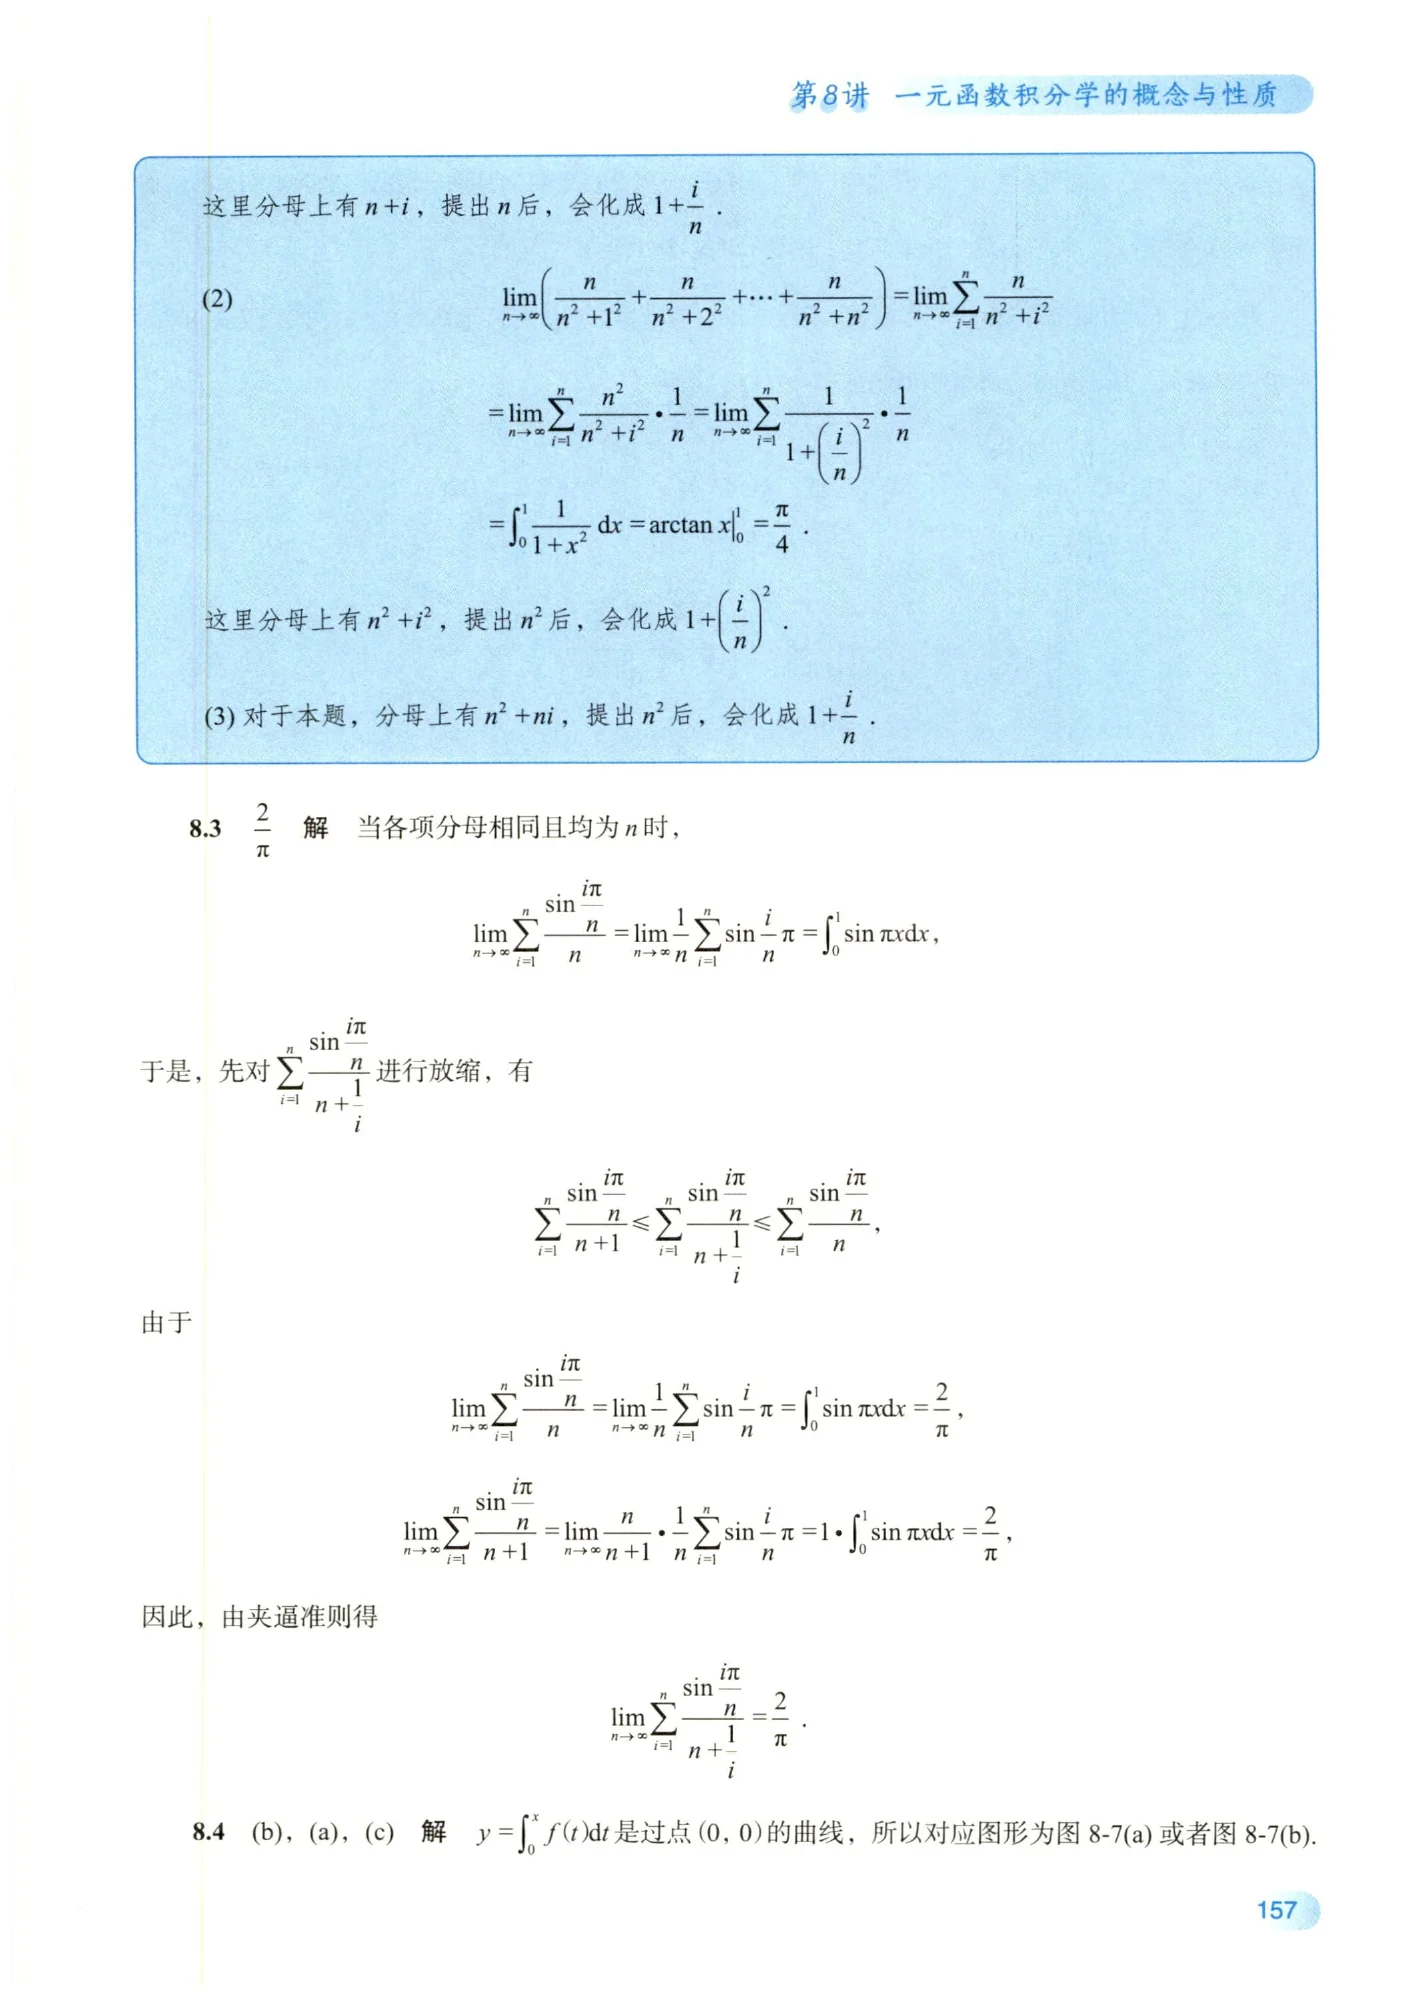 第8讲 一元函数积分学的概念与性质
这里分母上有 $n+i$，提出 $n$ 后，会化成 $1+\frac{i}{n}$．
(2) $\lim_{n\to\infty}\left(\frac{n}{n^2+1^2}+\frac{n}{n^2+2^2}+\cdots+\frac{n}{n^2+n^2}\right)=\lim_{n\to\infty}\sum_{i=1}^{n}\frac{n}{n^2+i^2}$
$=\lim_{n\to\infty}\sum_{i=1}^{n}\frac{n^2}{n^2+i^2}\cdot\frac{1}{n}=\lim_{n\to\infty}\sum_{i=1}^{n}\frac{1}{1+\left(\frac{i}{n}\right)^2}\cdot\frac{1}{n}$
$=\int_0^1\frac{1}{1+x^2}\mathrm{d}x=\arctan x\Big|_0^1=\frac{\pi}{4}$．
这里分母上有 $n^2+i^2$，提出 $n^2$ 后，会化成 $1+\left(\frac{i}{n}\right)^2$．
(3) 对于本题，分母上有 $n^2+ni$，提出 $n^2$ 后，会化成 $1+\frac{i}{n}$．
8.3 $\frac{2}{\pi}$ 解 当各项分母相同且均为 $n$ 时，
$\lim_{n\to\infty}\sum_{i=1}^{n}\frac{\sin\frac{i\pi}{n}}{n}=\lim_{n\to\infty}\frac{1}{n}\sum_{i=1}^{n}\sin\frac{i}{n}\pi=\int_0^1\sin\pi x\mathrm{d}x$，
于是，先对 $\sum_{i=1}^{n}\frac{\sin\frac{i\pi}{n}}{n+\frac{1}{i}}$ 进行放缩，有
$\sum_{i=1}^{n}\frac{\sin\frac{i\pi}{n}}{n+1}\leqslant\sum_{i=1}^{n}\frac{\sin\frac{i\pi}{n}}{n+\frac{1}{i}}\leqslant\sum_{i=1}^{n}\frac{\sin\frac{i\pi}{n}}{n}$，
由于
$\lim_{n\to\infty}\sum_{i=1}^{n}\frac{\sin\frac{i\pi}{n}}{n}=\lim_{n\to\infty}\frac{1}{n}\sum_{i=1}^{n}\sin\frac{i}{n}\pi=\int_0^1\sin\pi x\mathrm{d}x=\frac{2}{\pi}$，
$\lim_{n\to\infty}\sum_{i=1}^{n}\frac{\sin\frac{i\pi}{n}}{n+1}=\lim_{n\to\infty}\frac{n}{n+1}\cdot\frac{1}{n}\sum_{i=1}^{n}\sin\frac{i}{n}\pi=1\cdot\int_0^1\sin\pi x\mathrm{d}x=\frac{2}{\pi}$，
因此，由夹逼准则得
$\lim_{n\to\infty}\sum_{i=1}^{n}\frac{\sin\frac{i\pi}{n}}{n+\frac{1}{i}}=\frac{2}{\pi}$．
8.4 (b)，(a)，(c) 解 $y=\int_0^x f(t)\mathrm{d}t$ 是过点 (0, 0) 的曲线，所以对应图形为图 8-7(a) 或者图 8-7(b).
157